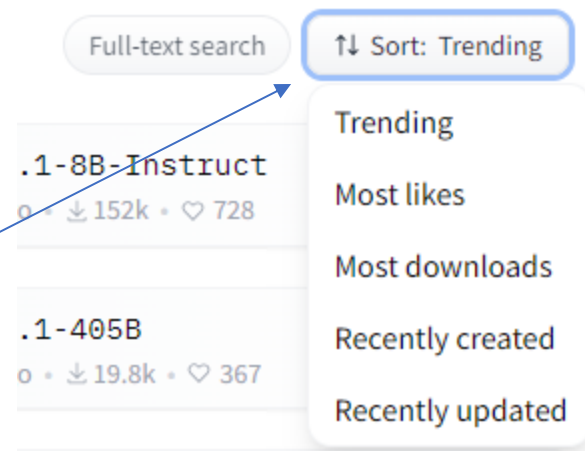 Full-text search
Sort: Trending
Trending
.1-8B-Instruct
Most likes
o • 152k • 728
Most downloads
.1-405B
Recently created
o • 19.8k • 367
Recently updated